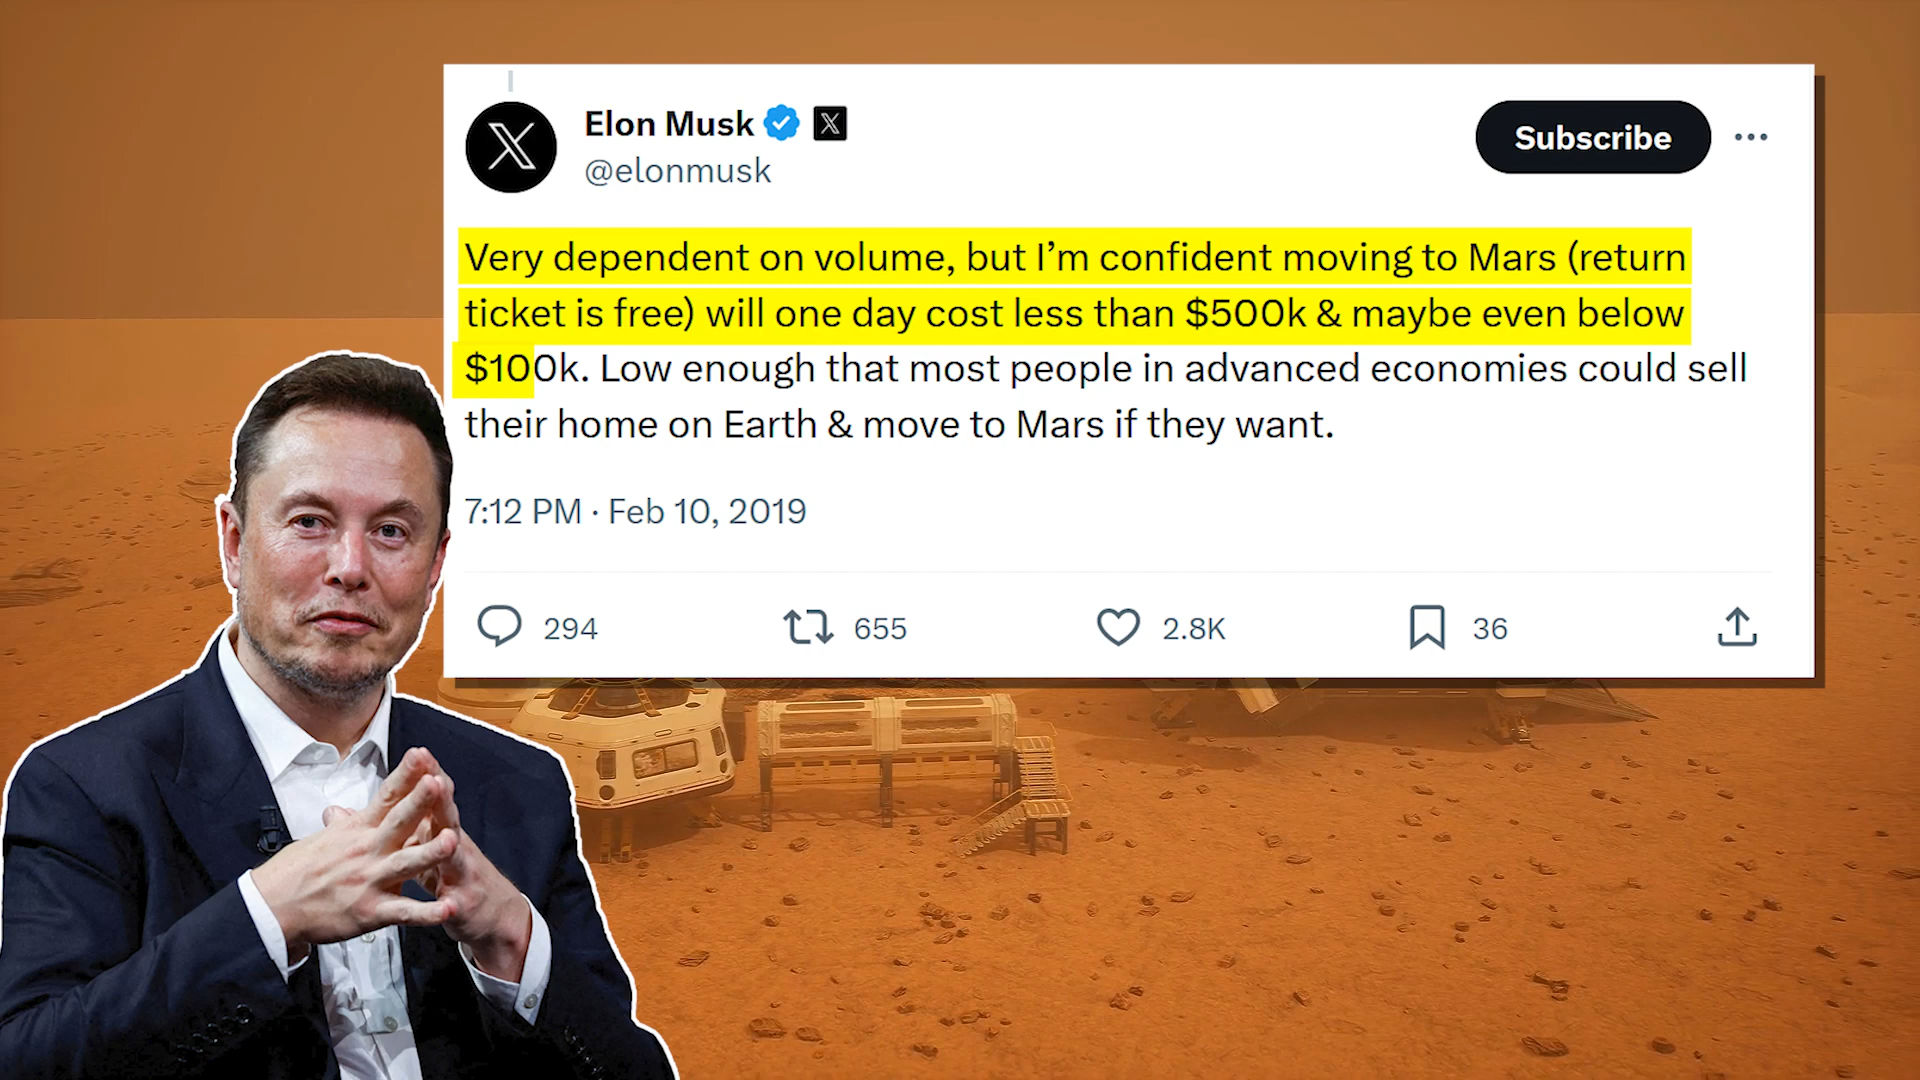 Elon Musk
@elonmusk
Subscribe
Very dependent on volume, but I’m confident moving to Mars (return
ticket is free) will one day cost less than $500k & maybe even below
$100k. Low enough that most people in advanced economies could sell
their home on Earth & move to Mars if they want.
7:12 PM · Feb 10, 2019
294 655 2.8K 36